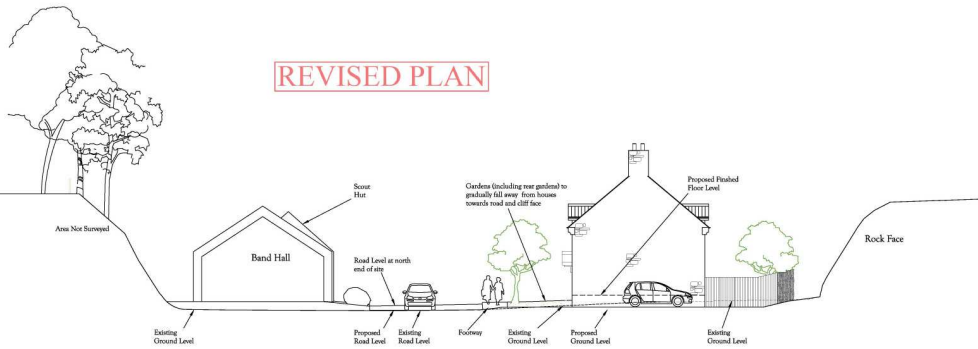 REVISED PLAN
Scout
Hut
Gardens (including rear gardens) to
gradually fall away from houses
towards road and cliff face
Proposed Finshed
Floor Level
Area Not Surveyed
Band Hall
Road Level at north
end of site
Rock Face
Existing
Ground Level
Proposed
Road Level
Existing
Road Level
Footway
Existing
Ground Level
Proposed
Ground Level
Existing
Ground Level